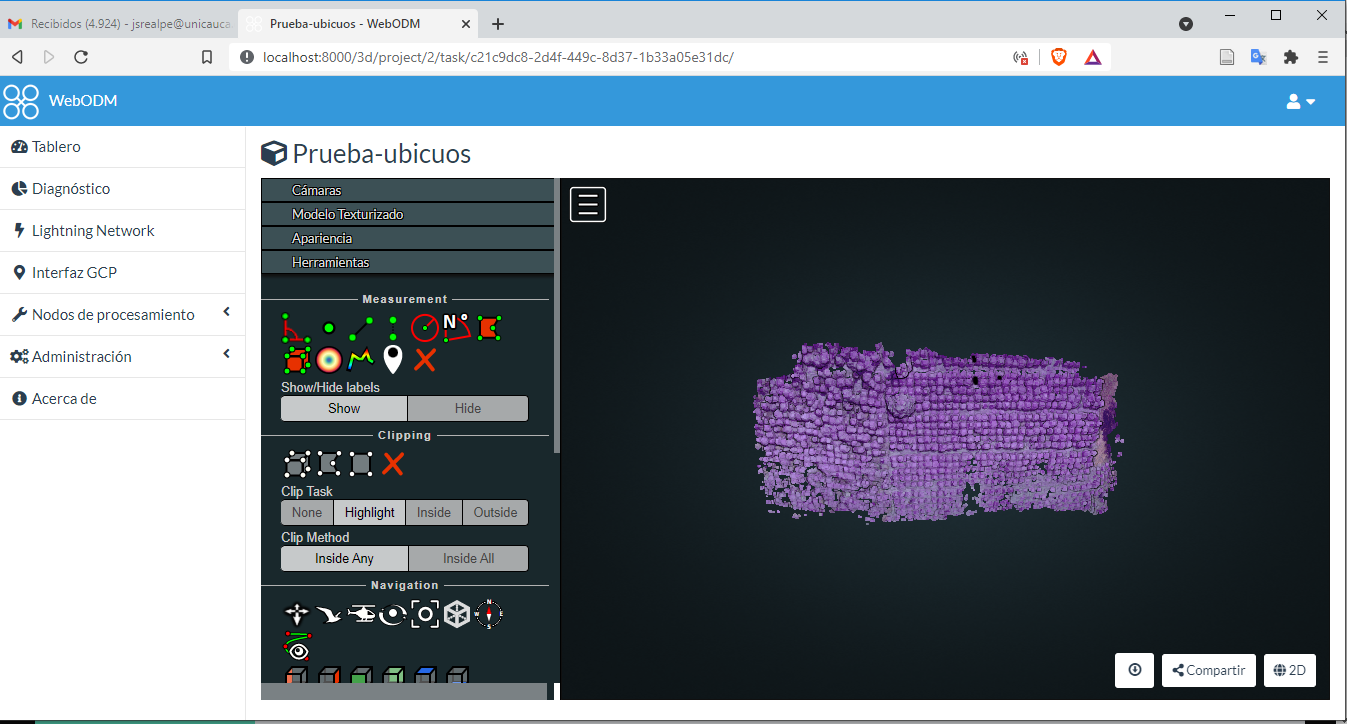 Recibidos (4.924) - jsrealpe@unicauca
Prueba-ubicuos - WebODM
localhost:8000/3d/project/2/task/c21c9dc8-2d4f-449c-8d37-1b33a05e31dc/
WebODM
Tablero
Diagnóstico
Lightning Network
Interfaz GCP
Nodos de procesamiento
Administración
Acerca de
Prueba-ubicuos
Cámaras
Modelo Texturizado
Apariencia
Herramientas
Measurement
N°
Show/Hide labels
Show Hide
Clipping
Clip Task
None Highlight Inside Outside
Clip Method
Inside Any Inside All
Navigation
N
W E
S
Compartir
2D